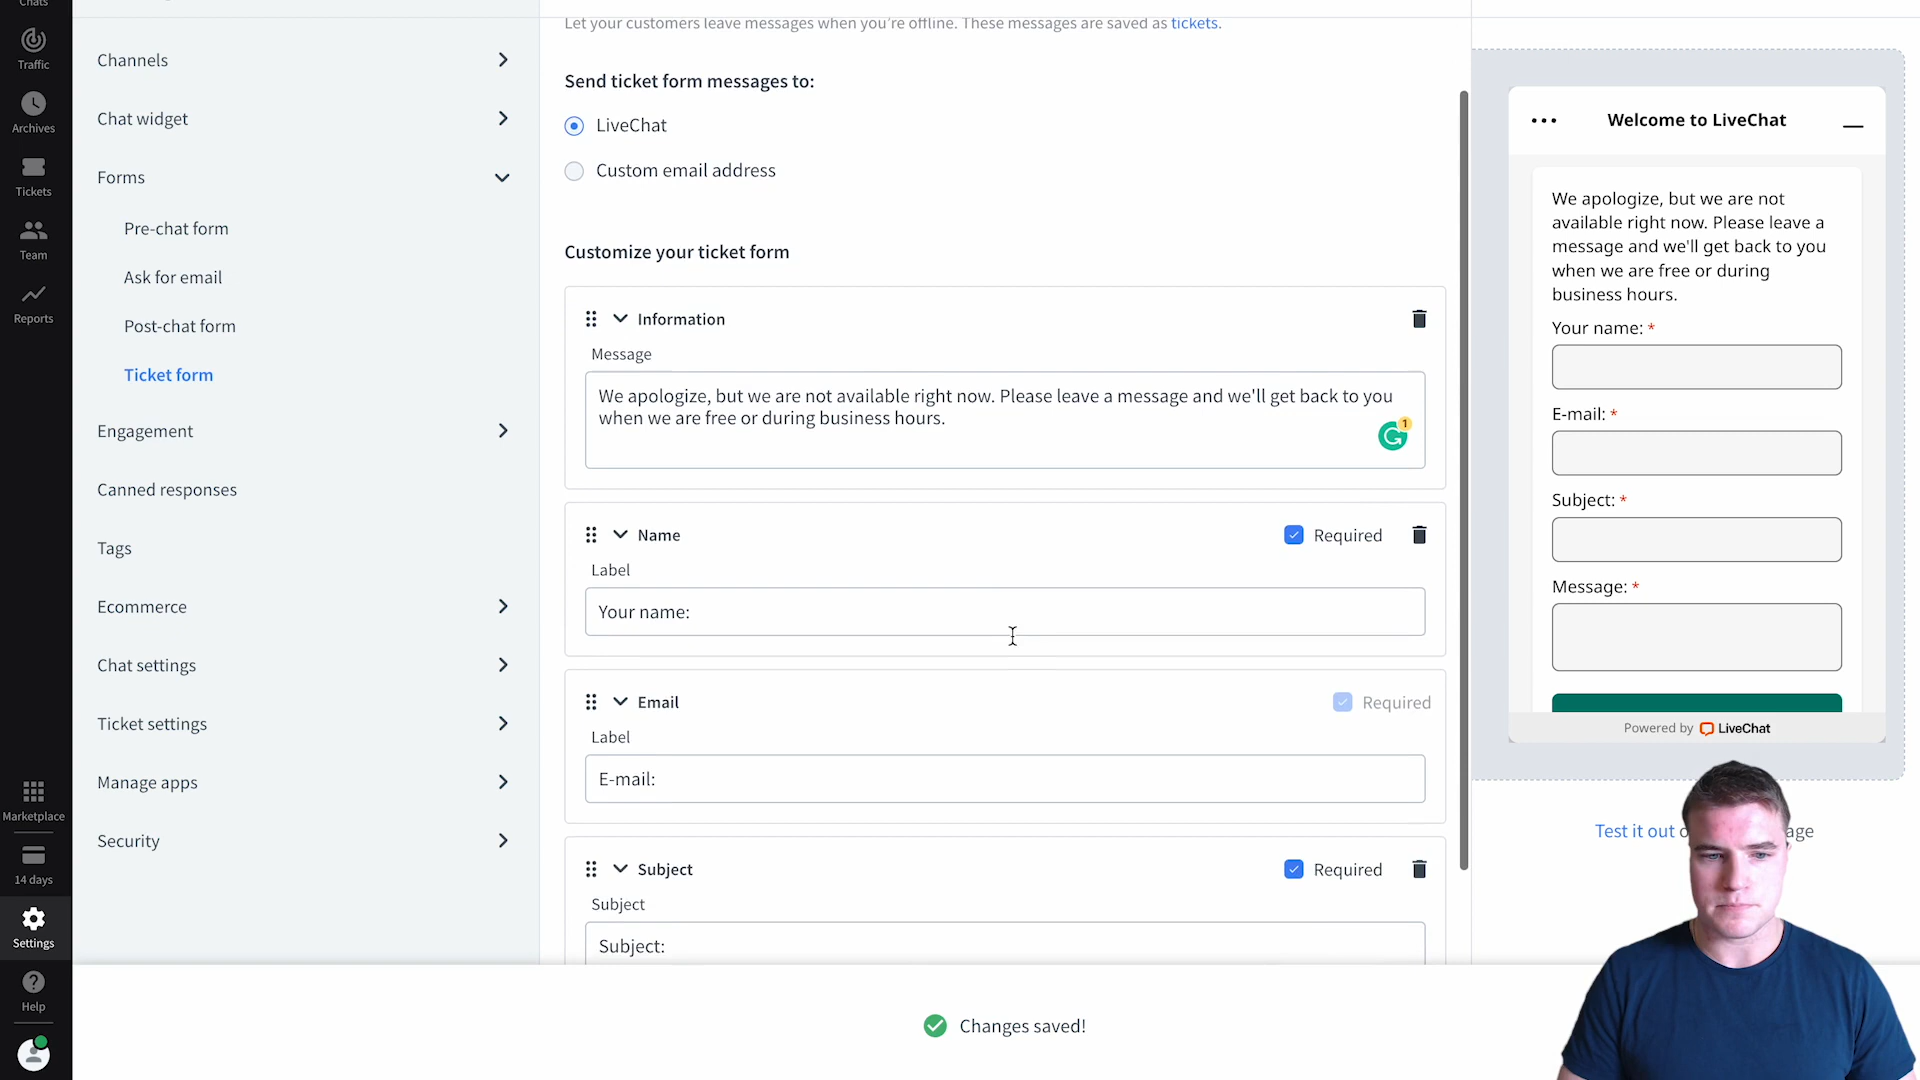 Chats
Traffic
Archives
Tickets
Team
Reports
Marketplace
14 days
Settings
Help
Channels
Chat widget
Forms
Pre-chat form
Ask for email
Post-chat form
Ticket form
Engagement
Canned responses
Tags
Ecommerce
Chat settings
Ticket settings
Manage apps
Security
Let your customers leave messages when you're offline. These messages are saved as tickets.
Send ticket form messages to:
LiveChat
Custom email address
Customize your ticket form
Information
Message
We apologize, but we are not available right now. Please leave a message and we'll get back to you
when we are free or during business hours.
1
Name
Required
Label
Your name:
Email
Required
Label
E-mail:
Subject
Required
Subject
Subject:
Changes saved!
Welcome to LiveChat
We apologize, but we are not
available right now. Please leave a
message and we'll get back to you
when we are free or during
business hours.
Your name: *
E-mail: *
Subject: *
Message: *
Powered by LiveChat
Test it out